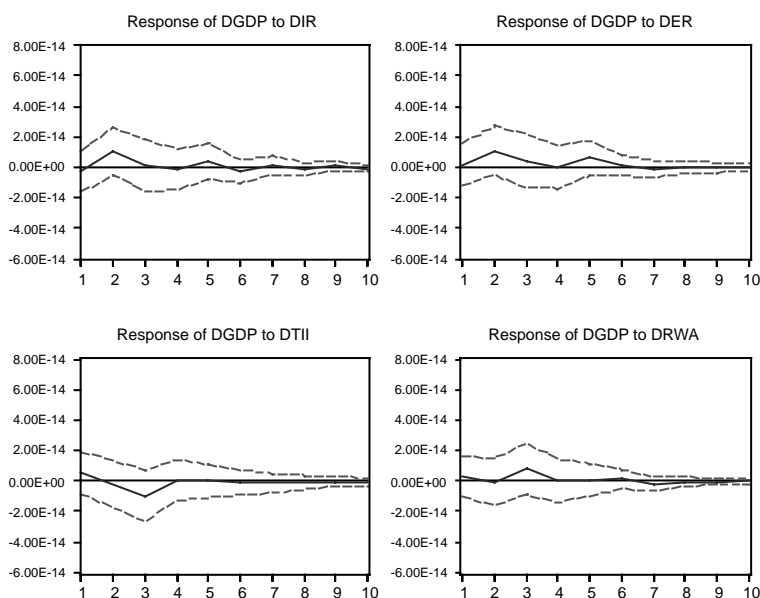 Response of DGDP to DIR
8.00E-14
6.00E-14
4.00E-14
2.00E-14
0.00E+00
-2.00E-14
-4.00E-14
-6.00E-14
1 2 3 4 5 6 7 8 9 10
Response of DGDP to DER
8.00E-14
6.00E-14
4.00E-14
2.00E-14
0.00E+00
-2.00E-14
-4.00E-14
-6.00E-14
1 2 3 4 5 6 7 8 9 10
Response of DGDP to DTII
8.00E-14
6.00E-14
4.00E-14
2.00E-14
0.00E+00
-2.00E-14
-4.00E-14
-6.00E-14
1 2 3 4 5 6 7 8 9 10
Response of DGDP to DRWA
8.00E-14
6.00E-14
4.00E-14
2.00E-14
0.00E+00
-2.00E-14
-4.00E-14
-6.00E-14
1 2 3 4 5 6 7 8 9 10